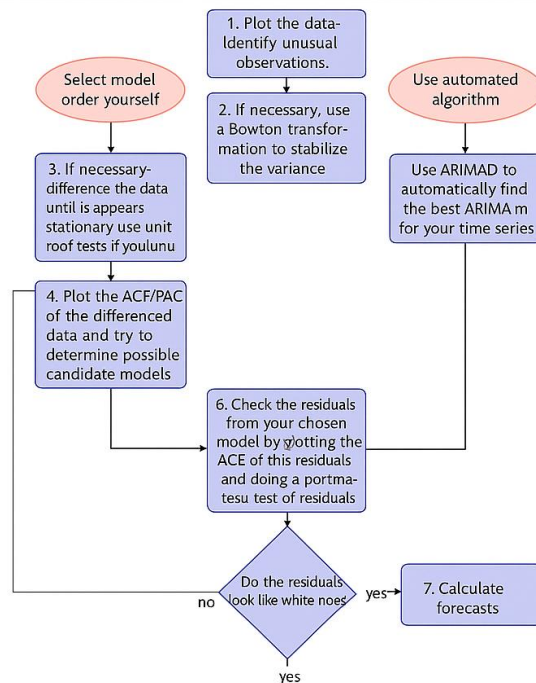 1. Plot the data-
Identify unusual
observations.
Select model
order yourself
Use automated
algorithm
2. If necessary, use
a Bowton transfor-
mation to stabilize
the variance
3. If necessary-
difference the data
until is appears
stationary use unit
roof tests if youlunu
Use ARIMAD to
automatically find
the best ARIMA m
for your time series
4. Plot the ACF/PAC
of the differenced
data and try to
determine possible
candidate models
6. Check the residuals
from your chosen
model by the
ACE of this residuals
and doing a portma-
tesu test of residuals
Do the residuals
look like white noes
no
yes
7. Calculate
forecasts
yes